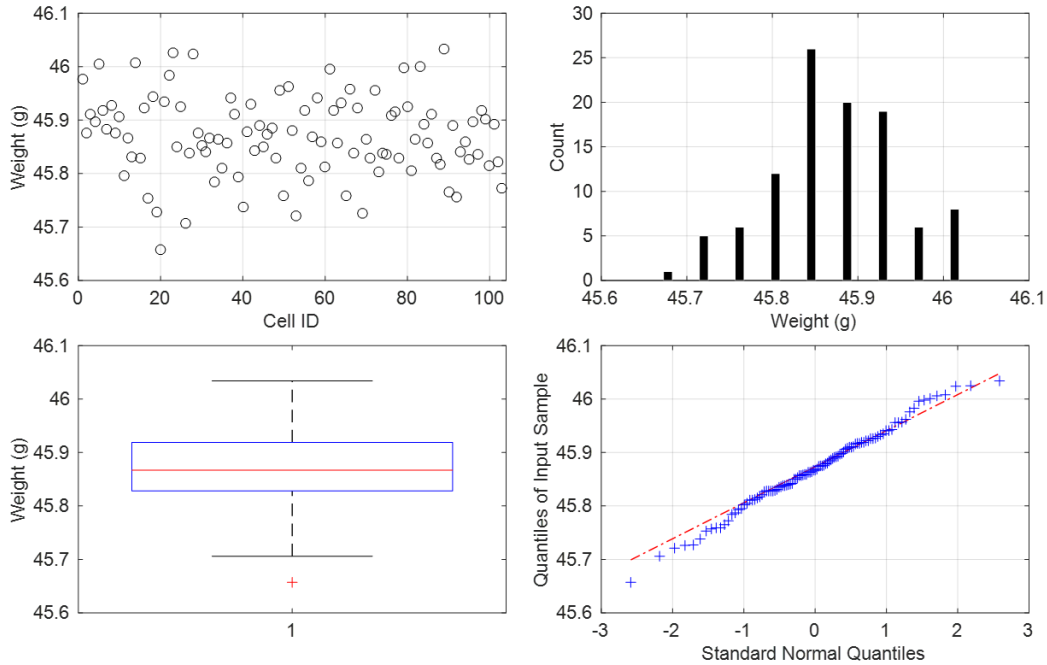 46.1
46
45.9
45.8
45.7
45.6
Weight (g)
0 20 40 60 80 100
Cell ID
30
25
20
15
10
5
0
Count
45.6 45.7 45.8 45.9 46 46.1
Weight (g)
46.1
46
45.9
45.8
45.7
45.6
Weight (g)
1
46.1
46
45.9
45.8
45.7
45.6
Quantiles of Input Sample
-3 -2 -1 0 1 2 3
Standard Normal Quantiles